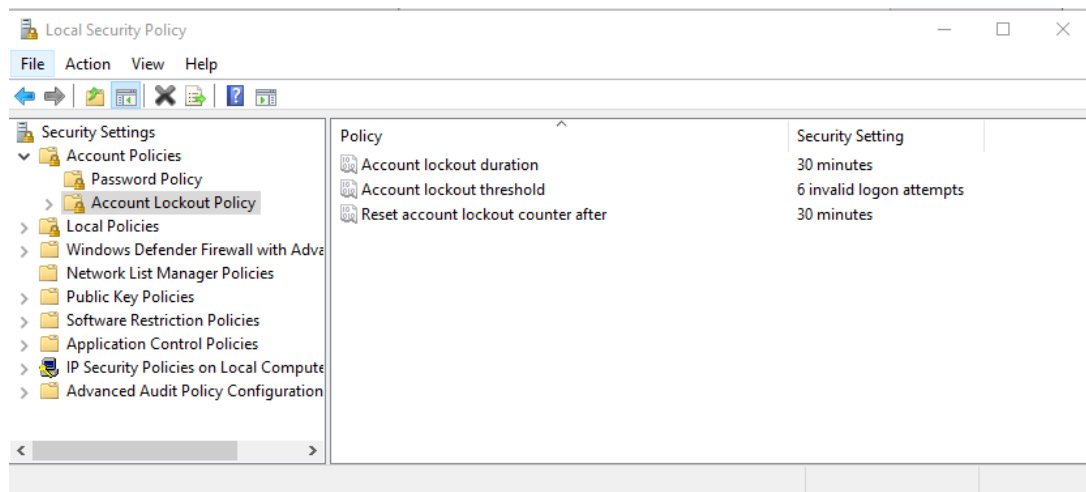 Local Security Policy
File Action View Help
Security Settings
Account Policies
Password Policy
Account Lockout Policy
Local Policies
Windows Defender Firewall with Adva
Network List Manager Policies
Public Key Policies
Software Restriction Policies
Application Control Policies
IP Security Policies on Local Compute
Advanced Audit Policy Configuration
Policy Security Setting
Account lockout duration 30 minutes
Account lockout threshold 6 invalid logon attempts
Reset account lockout counter after 30 minutes